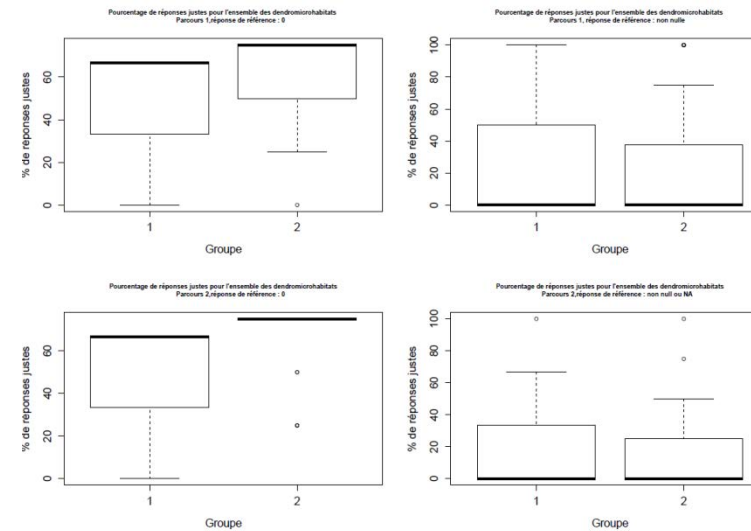 Pourcentage de réponses justes pour l'ensemble des dendromicrohabitats
Parcours 1,réponse de référence : 0
% de réponses justes
60
40
20
0
1
2
Groupe
Pourcentage de réponses justes pour l'ensemble des dendromicrohabitats
Parcours 1, réponse de référence : non nulle
% de réponses justes
100
80
60
40
20
0
1
2
Groupe
Pourcentage de réponses justes pour l'ensemble des dendromicrohabitats
Parcours 2,réponse de référence : 0
% de réponses justes
60
40
20
0
1
2
Groupe
Pourcentage de réponses justes pour l'ensemble des dendromicrohabitats
Parcours 2,réponse de référence : non null ou NA
% de réponses justes
100
80
60
40
20
0
1
2
Groupe